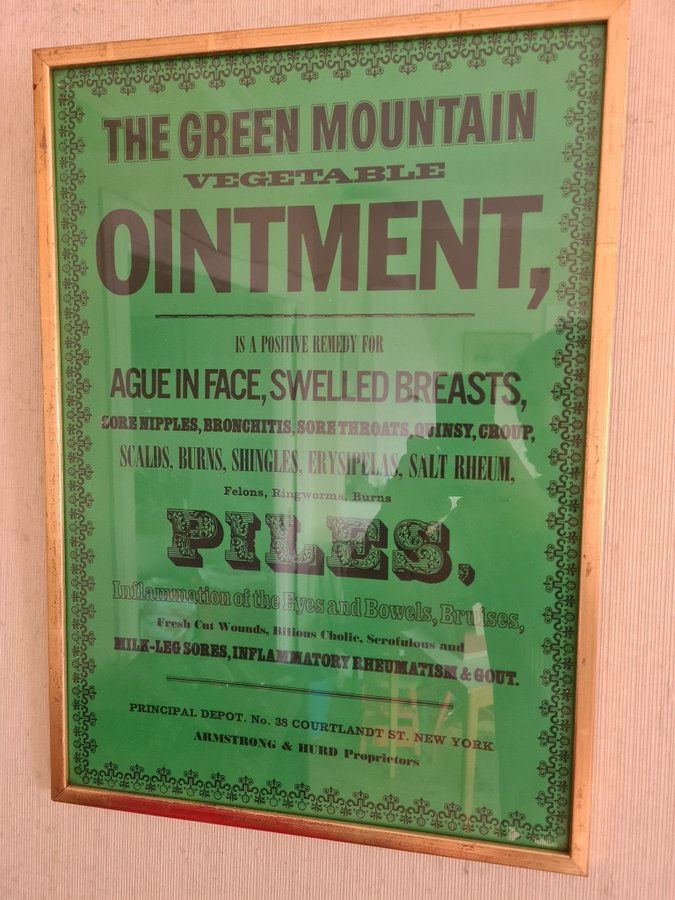 THE GREEN MOUNTAIN
VEGETABLE
OINTMENT,
IS A POSITIVE REMEDY FOR
AGUE IN FACE, SWELLED BREASTS,
SORE NIPPLES, BRONCHITIS, SORE THROATS, QUINSY, CROUP,
SCALDS, BURNS, SHINGLES, ERYSIPELAS, SALT RHEUM,
Felons, Ringworms, Burns
PILES,
Inflammation of the Eyes and Bowels, Bruises,
Fresh Cut Wounds, Bitious Cholic, Scrofulous and
MILK-LEG SORES, INFLAMMATORY RHEUMATISM & GOUT.
PRINCIPAL DEPOT. No. 38 COURTLANDT ST. NEW YORK
ARMSTRONG & HURD Proprietors